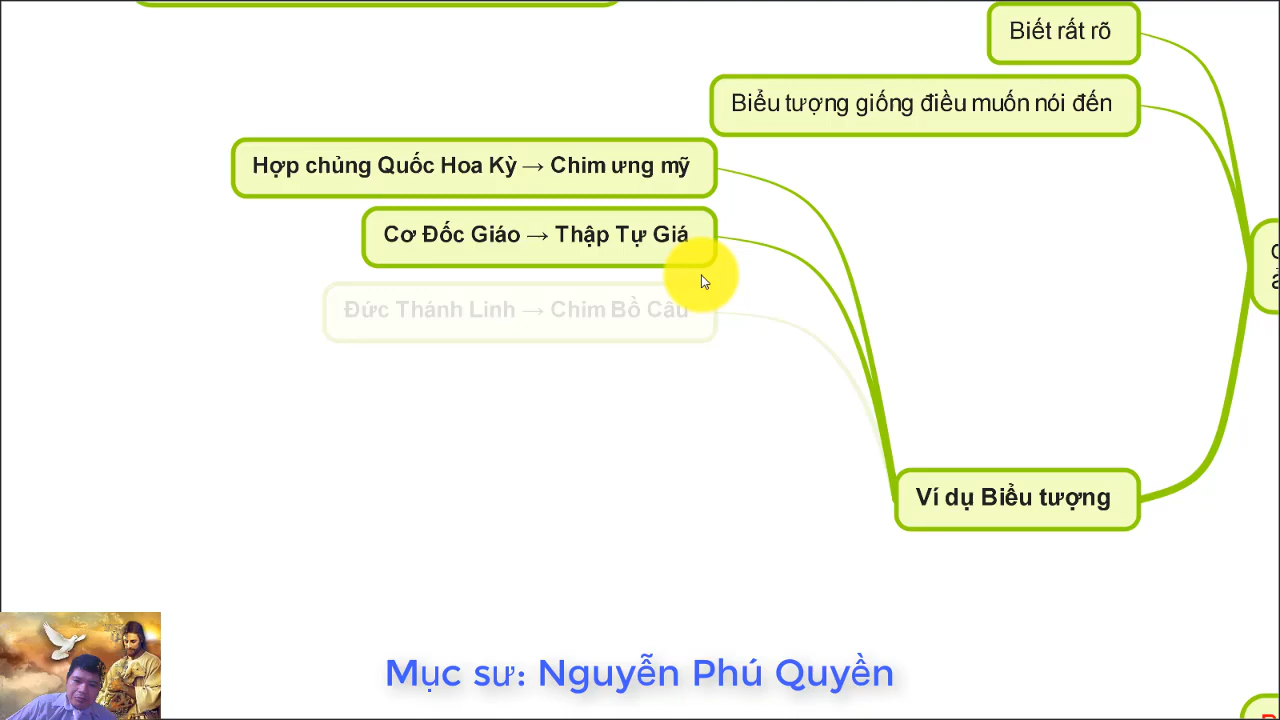 Biết rất rõ
Biểu tượng giống điều muốn nói đến
Hợp chủng Quốc Hoa Kỳ → Chim ưng mỹ
Cơ Đốc Giáo → Thập Tự Giá
Đức Thánh Linh → Chim Bồ Câu
Ví dụ Biểu tượng
Mục sư: Nguyễn Phú Quyền